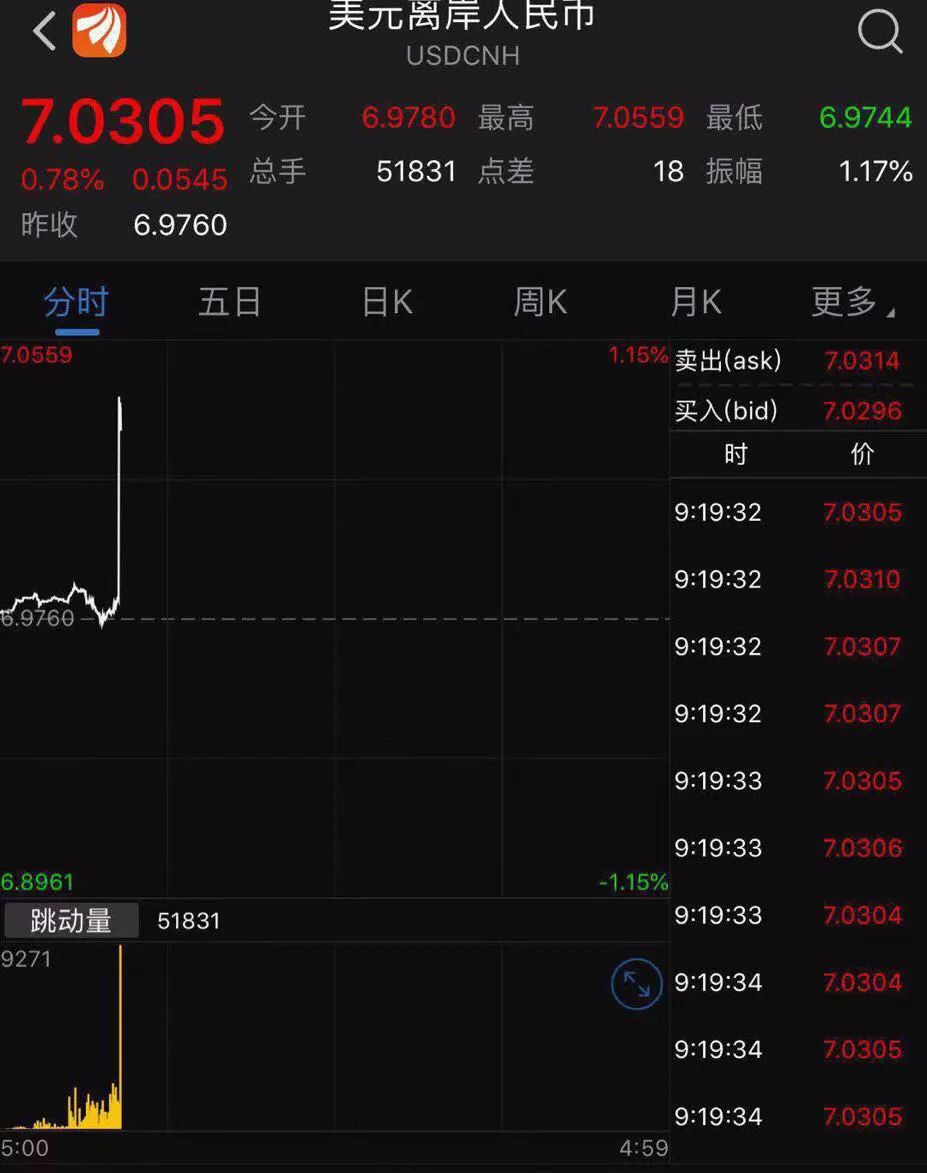 美元离岸人民币
USDCNH
7.0305 今开 6.9780 最高 7.0559 最低 6.9744
0.78% 0.0545 总手 51831 点差 18 振幅 1.17%
昨收 6.9760
分时 五日 日K 周K 月K 更多
7.0559 1.15%
6.9760
6.8961 -1.15%
跳动量 51831
9271
5:00 4:59
卖出(ask) 7.0314
买入(bid) 7.0296
时 价
9:19:32 7.0305
9:19:32 7.0310
9:19:32 7.0307
9:19:32 7.0307
9:19:33 7.0305
9:19:33 7.0306
9:19:33 7.0304
9:19:34 7.0304
9:19:34 7.0305
9:19:34 7.0305